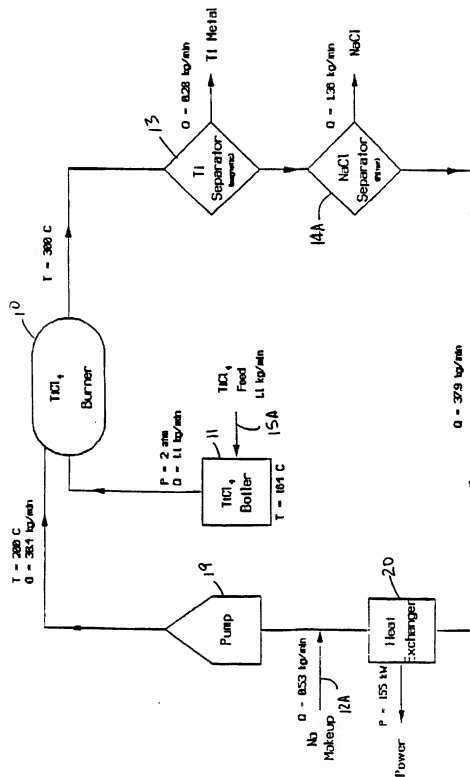 T = 200 C
Q = 38.4 kg/min
10
TiCl4
Burner
T = 300 C
19
Pump
P = 2 atm
Q = 1.1 kg/min
11
TiCl4
Boiler
T = 164 C
TiCl4
Feed
1.1 kg/min
15A
13
Ti
Separator
Q = 0.28 kg/min
Ti Metal
Q = 0.53 kg/min
Na
Makeup
12A
14A
NaCl
Separator
(Filter)
Q = 1.36 kg/min
NaCl
20
Heat
Exchanger
P = 155 kW
Power
Q = 37.9 kg/min